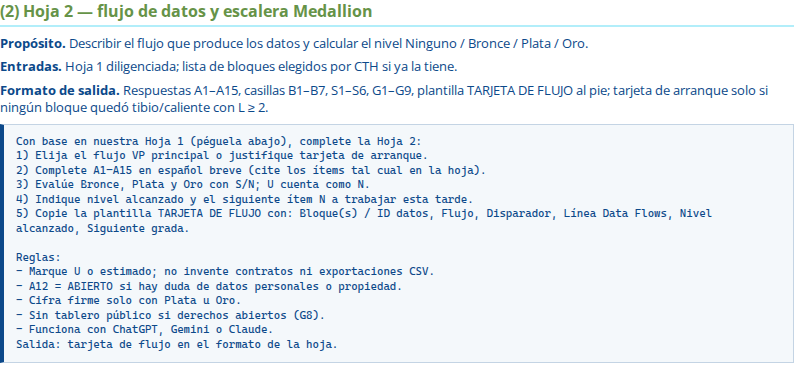 (2) Hoja 2 — flujo de datos y escalera Medallion
Propósito. Describir el flujo que produce los datos y calcular el nivel Ninguno / Bronce / Plata / Oro.
Entradas. Hoja 1 diligenciada; lista de bloques elegidos por CTH si ya la tiene.
Formato de salida. Respuestas A1–A15, casillas B1–B7, S1–S6, G1–G9, plantilla TARJETA DE FLUJO al pie; tarjeta de arranque solo si
ningún bloque quedó tibio/caliente con L ≥ 2.
Con base en nuestra Hoja 1 (péguela abajo), complete la Hoja 2:
1) Elija el flujo VP principal o justifique tarjeta de arranque.
2) Complete A1–A15 en español breve (cite los ítems tal cual en la hoja).
3) Evalúe Bronce, Plata y Oro con S/N; U cuenta como N.
4) Indique nivel alcanzado y el siguiente ítem N a trabajar esta tarde.
5) Copie la plantilla TARJETA DE FLUJO con: Bloque(s) / ID datos, Flujo, Disparador, Línea Data Flows, Nivel
alcanzado, Siguiente grada.
Reglas:
– Marque U o estimado; no invente contratos ni exportaciones CSV.
– A12 = ABIERTO si hay duda de datos personales o propiedad.
– Cifra firme solo con Plata u Oro.
– Sin tablero público si derechos abiertos (G8).
– Funciona con ChatGPT, Gemini o Claude.
Salida: tarjeta de flujo en el formato de la hoja.